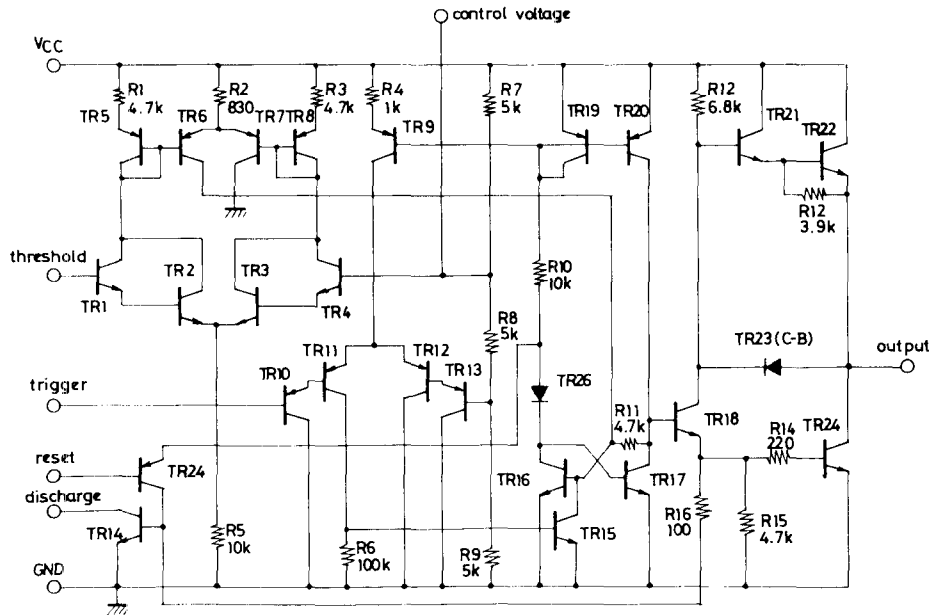 control voltage
VCC
R1
4.7k
R2
830
R3
4.7k
R4
1k
R7
5k
R12
6.8k
TR5
TR6
TR7
TR8
TR9
TR19
TR20
TR21
TR22
R12
3.9k
threshold
TR1
TR2
TR3
TR4
R10
10k
R8
5k
TR23(C-B)
output
TR11
TR12
TR10
TR13
TR26
trigger
R11
4.7k
TR18
R14
220
TR24
reset
TR24
TR16
TR17
discharge
TR14
R5
10k
R6
100k
R9
5k
TR15
R16
100
R15
4.7k
GND